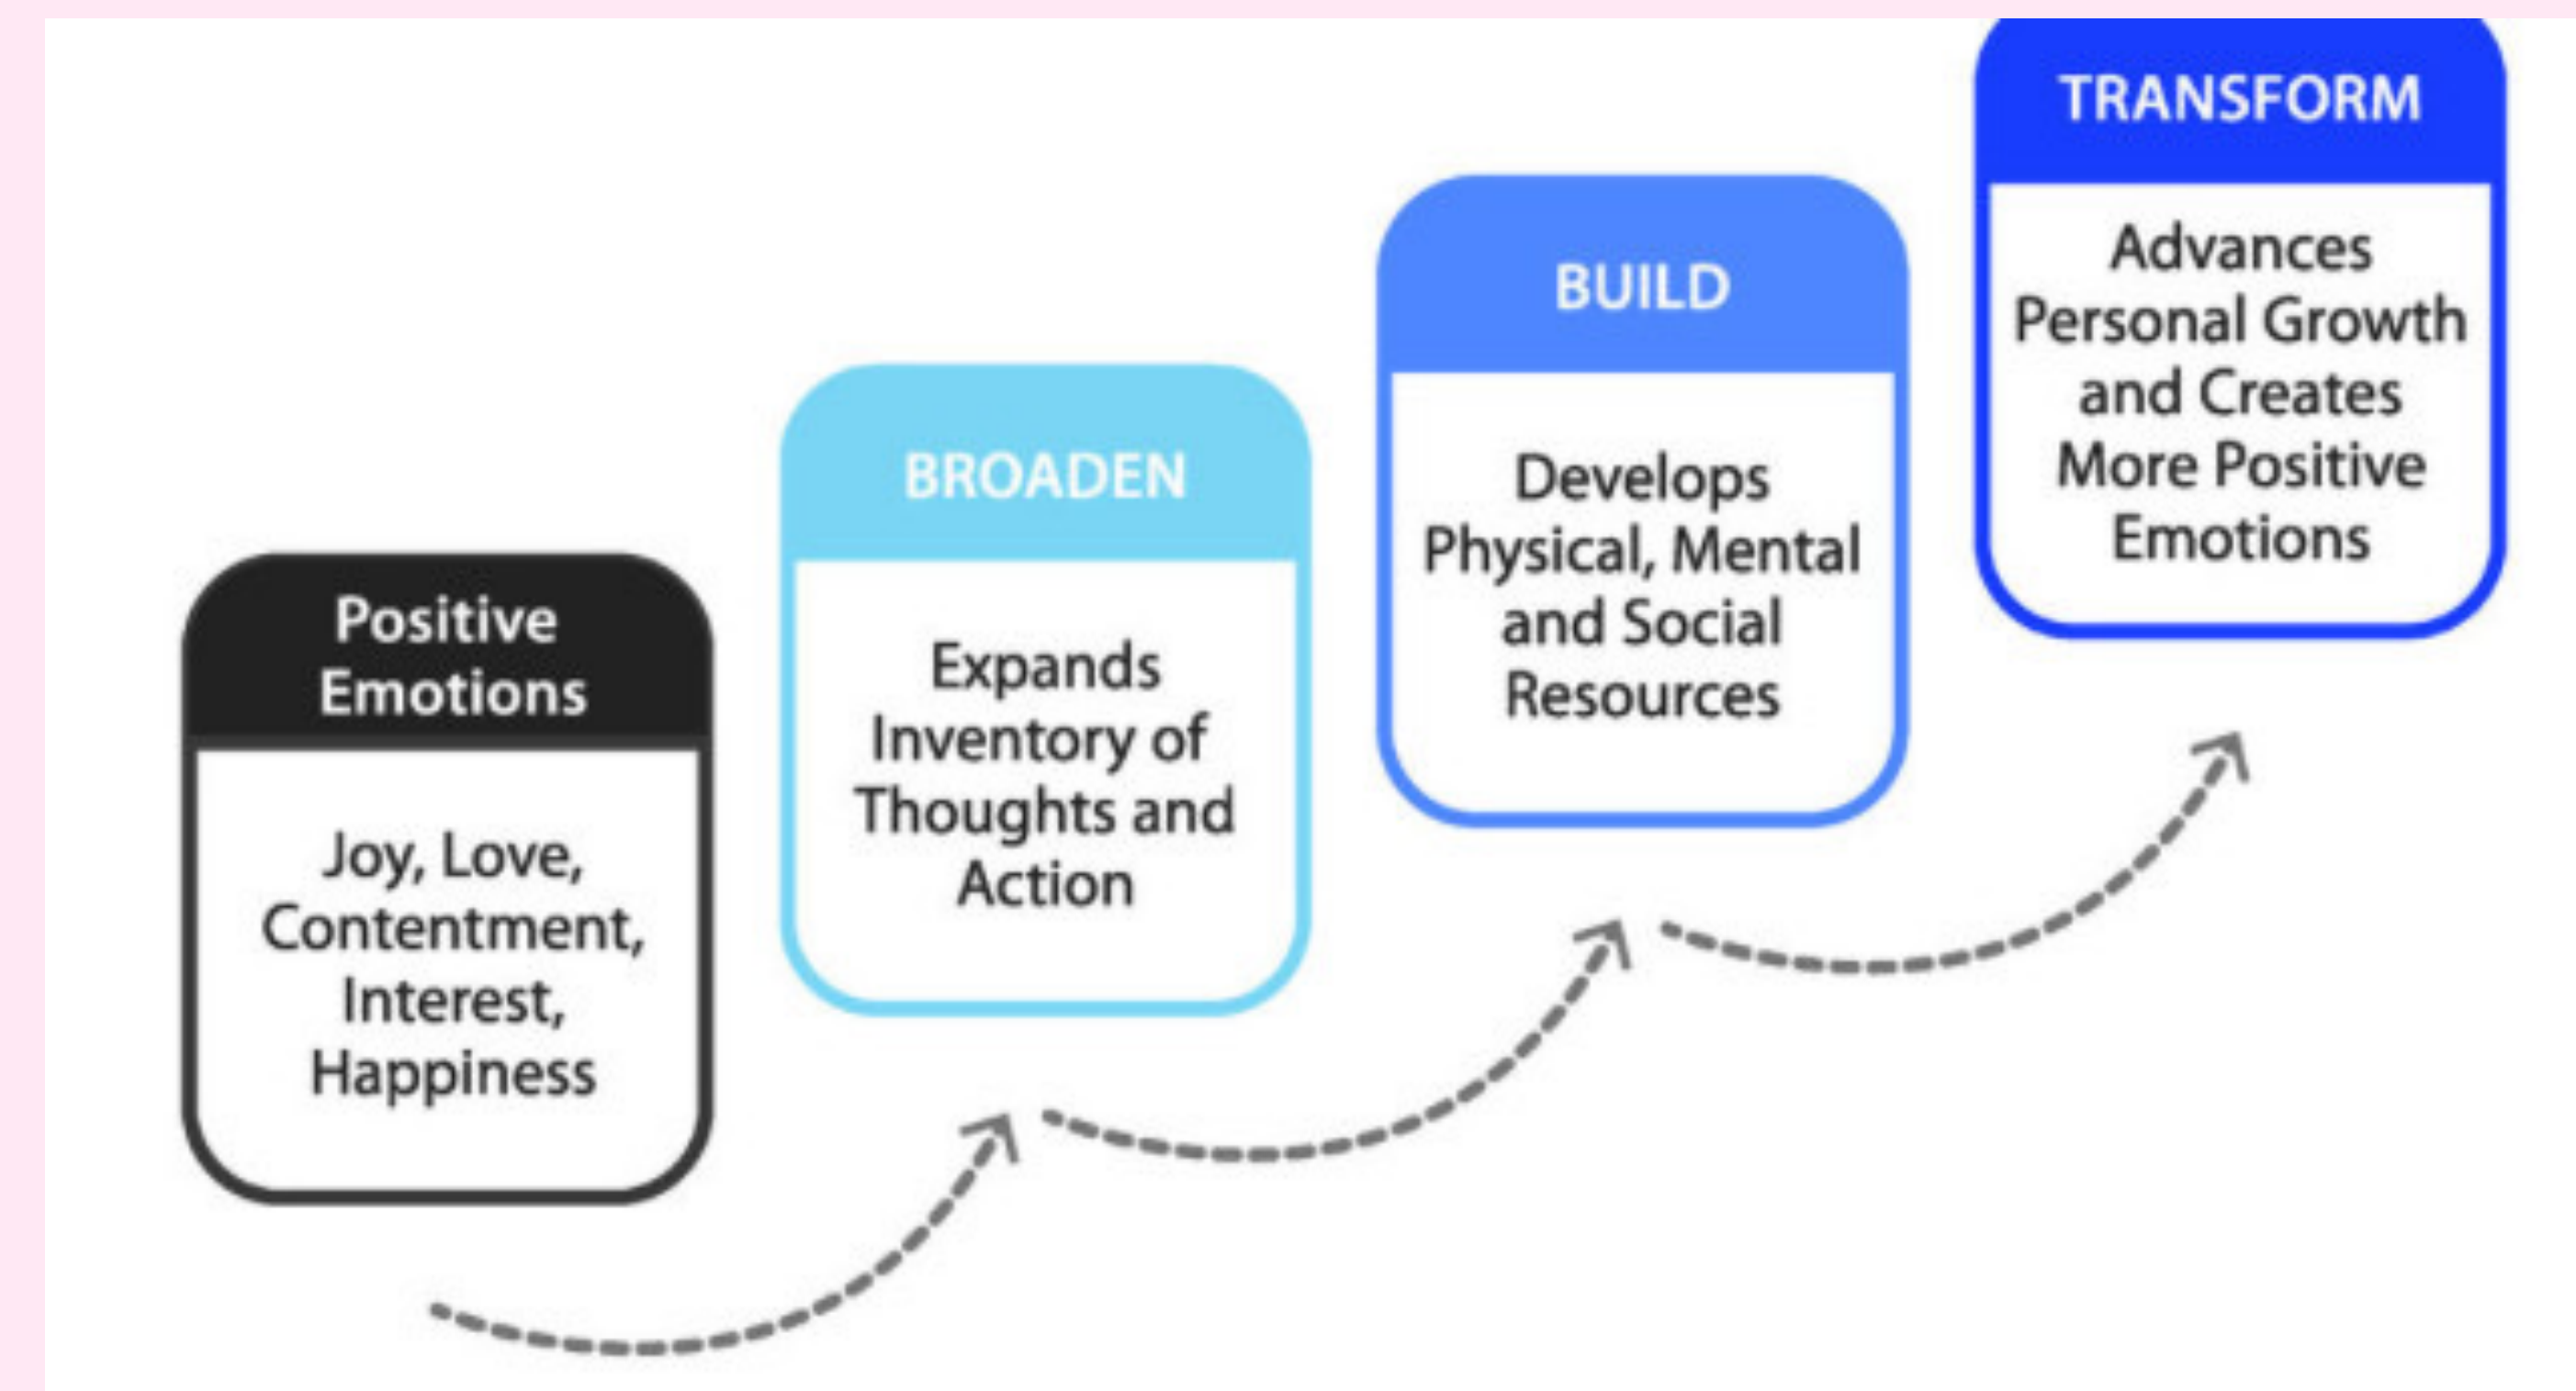 Positive
Emotions
Joy, Love,
Contentment,
Interest,
Happiness
BROADEN
Expands
Inventory of
Thoughts and
Action
BUILD
Develops
Physical, Mental
and Social
Resources
TRANSFORM
Advances
Personal Growth
and Creates
More Positive
Emotions